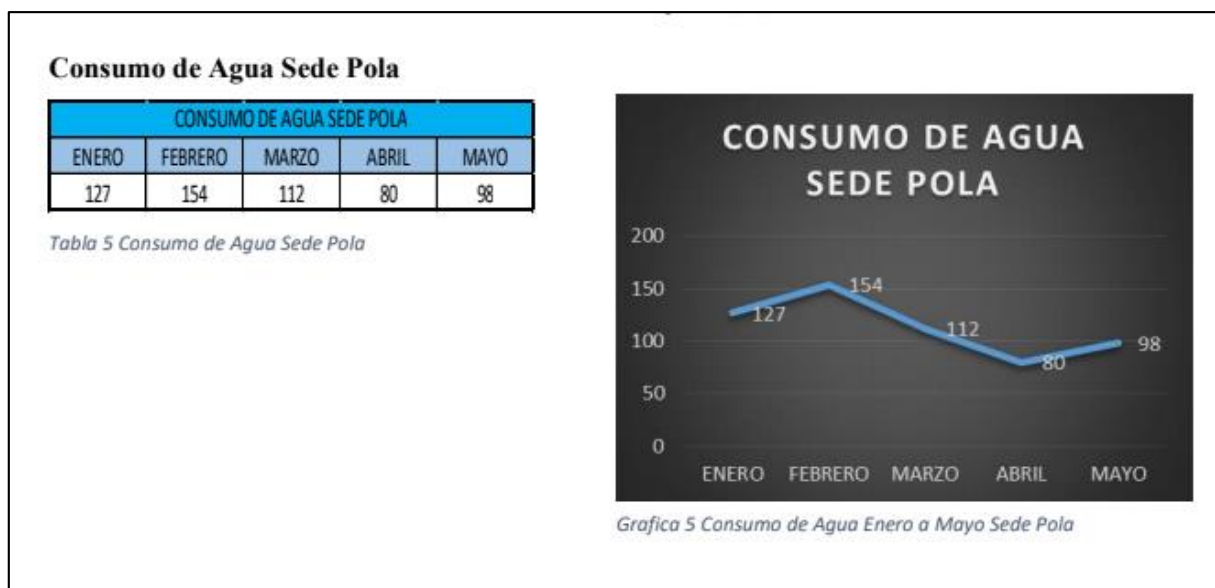 Consumo de Agua Sede Pola
CONSUMO DE AGUA SEDE POLA
ENERO FEBRERO MARZO ABRIL MAYO
127 154 112 80 98
Tabla 5 Consumo de Agua Sede Pola
CONSUMO DE AGUA
SEDE POLA
200
150
100
50
0
127
154
112
80
98
ENERO FEBRERO MARZO ABRIL MAYO
Grafica 5 Consumo de Agua Enero a Mayo Sede Pola